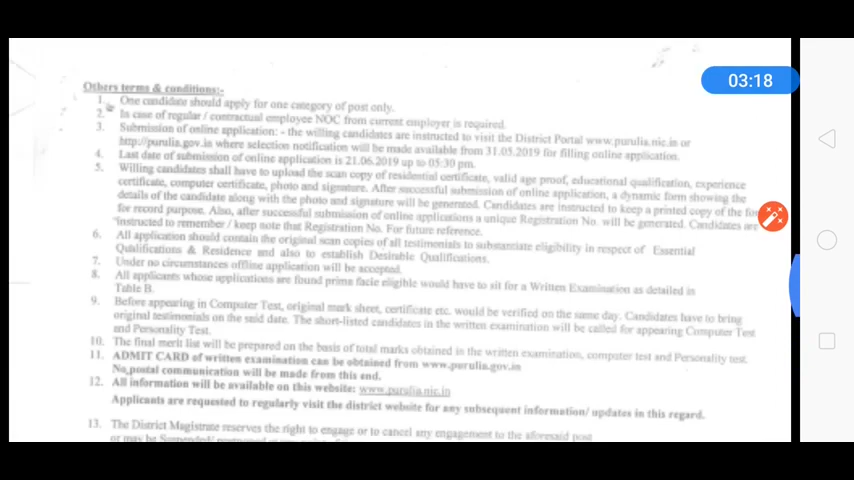 03:18
Others terms & conditions:-
1. One candidate should apply for one category of post only.
2. In case of regular / contractual employee NOC from current employer is required.
3. Submission of online application: - the willing candidates are instructed to visit the District Portal www.purulia.nic.in or
http://purulia.gov.in where selection notification will be made available from 31.05.2019 for filling online application.
4. Last date of submission of online application is 21.06.2019 up to 05:30 pm.
5. Willing candidates shall have to upload the scan copy of residential certificate, valid age proof, educational qualification, experience
certificate, computer certificate, photo and signature. After successful submission of online application, a dynamic form showing the
details of the candidate along with the photo and signature will be generated. Candidates are instructed to keep a printed copy of the
for record purpose. Also, after successful submission of online applications a unique Registration No. will be generated. Candidates are
instructed to remember / keep note that Registration No. For future reference.
6. All application should contain the original scan copies of all testimonials to substantiate eligibility in respect of Essential
Qualifications & Residence and also to establish Desirable Qualifications.
7. Under no circumstances offline application will be accepted.
8. All applicants whose applications are found prima facie eligible would have to sit for a Written Examination as detailed in
Table B.
9. Before appearing in Computer Test, original mark sheet, certificate etc. would be verified on the same day. Candidates have to bring
original testimonials on the said date. The short-listed candidates in the written examination will be called for appearing Computer Test
and Personality Test.
10. The final merit list will be prepared on the basis of total marks obtained in the written examination, computer test and Personality test.
11. ADMIT CARD of written examination can be obtained from www.purulia.gov.in
No postal communication will be made from this end.
12. All information will be available on this website: www.purulia.nic.in
Applicants are requested to regularly visit the district website for any subsequent information/ updates in this regard.
13. The District Magistrate reserves the right to engage or to cancel any engagement to the aforesaid post
or may be